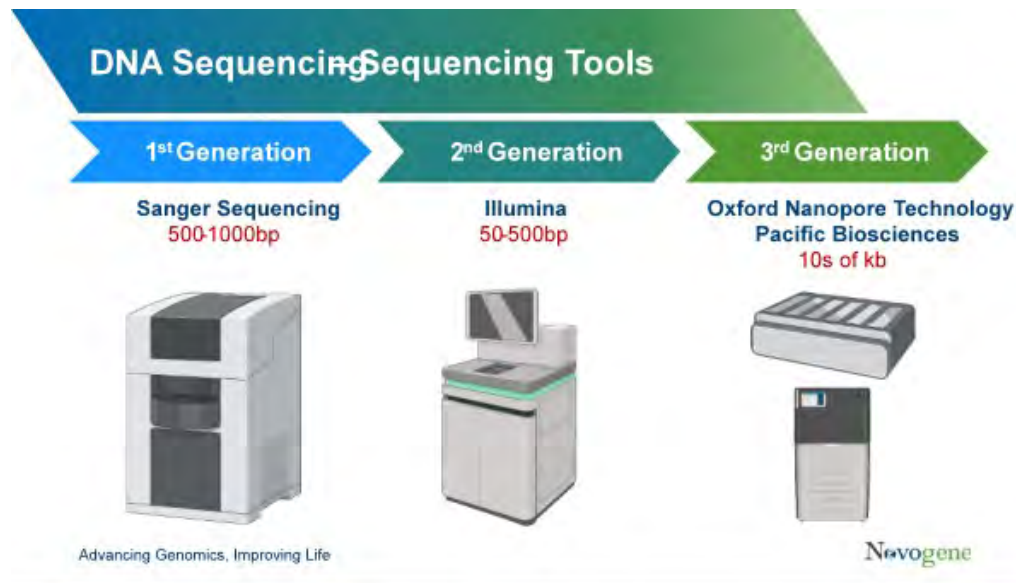 DNA Sequencing–Sequencing Tools
1st Generation
2nd Generation
3rd Generation
Sanger Sequencing
500-1000bp
Illumina
50-500bp
Oxford Nanopore Technology
Pacific Biosciences
10s of kb
Advancing Genomics, Improving Life
Novogene